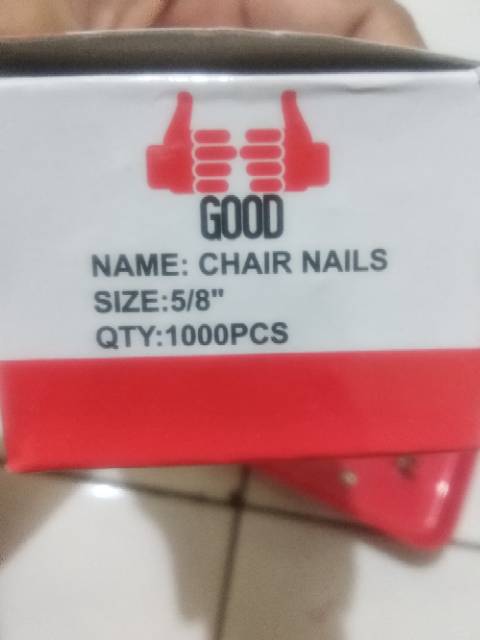 GOOD
NAME: CHAIR NAILS
SIZE:5/8"
QTY:1000PCS